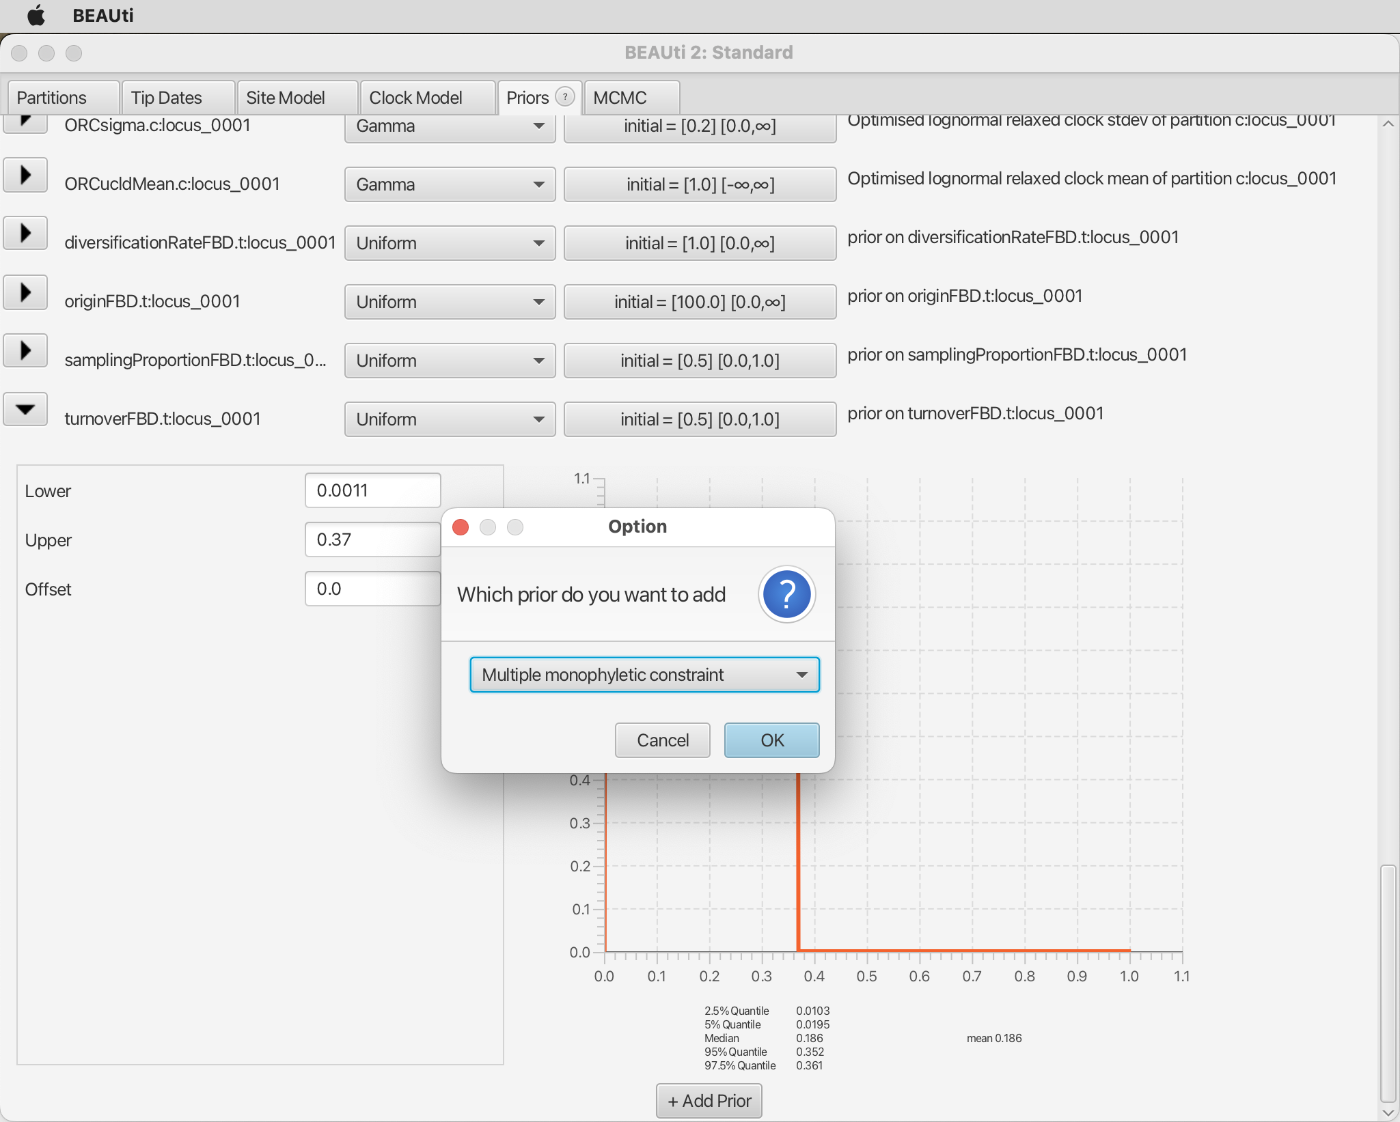 BEAUti
BEAUti 2: Standard
Partitions Tip Dates Site Model Clock Model Priors ? MCMC
ORCsigma.c:locus_0001 Gamma initial = [0.2] [0.0,∞] Optimised lognormal relaxed clock stdev of partition c:locus_0001
ORCucldMean.c:locus_0001 Gamma initial = [1.0] [-∞,∞] Optimised lognormal relaxed clock mean of partition c:locus_0001
diversificationRateFBD.t:locus_0001 Uniform initial = [1.0] [0.0,∞] prior on diversificationRateFBD.t:locus_0001
originFBD.t:locus_0001 Uniform initial = [100.0] [0.0,∞] prior on originFBD.t:locus_0001
samplingProportionFBD.t:locus_0... Uniform initial = [0.5] [0.0,1.0] prior on samplingProportionFBD.t:locus_0001
turnoverFBD.t:locus_0001 Uniform initial = [0.5] [0.0,1.0] prior on turnoverFBD.t:locus_0001
Lower 0.0011
Upper 0.37
Offset 0.0
1.1
Option
Which prior do you want to add ?
Multiple monophyletic constraint
Cancel OK
0.4
0.3
0.2
0.1
0.0
0.0 0.1 0.2 0.3 0.4 0.5 0.6 0.7 0.8 0.9 1.0 1.1
2.5% Quantile 0.0103
5% Quantile 0.0195
Median 0.186 mean 0.186
95% Quantile 0.352
97.5% Quantile 0.361
+ Add Prior